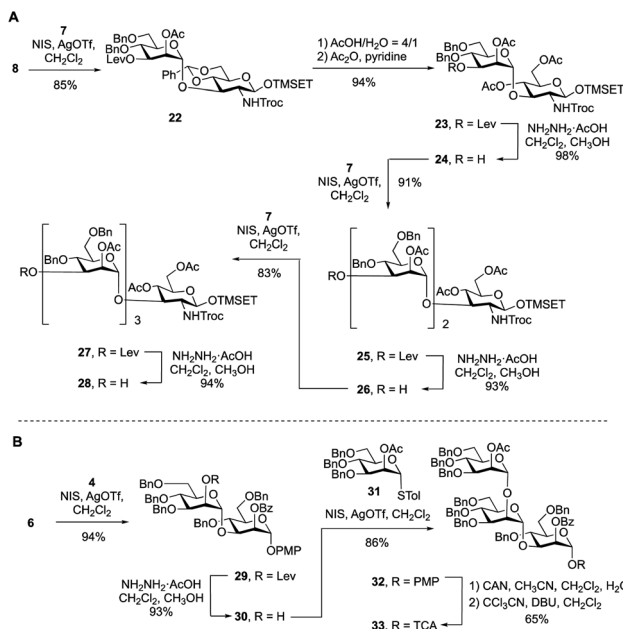 A
7
NIS, AgOTf,
CH2Cl2
8
85%
BnO
OAc
BnO
LevO
Ph
O
O
OTMSET
NHTroc
22
1) AcOH/H2O = 4/1
2) Ac2O, pyridine
94%
BnO
OAc
BnO
RO
OAc
AcO
OTMSET
NHTroc
23, R = Lev
24, R = H
NH2NH2·AcOH
CH2Cl2, CH3OH
98%
7
NIS, AgOTf,
CH2Cl2
91%
7
NIS, AgOTf,
CH2Cl2
83%
OBn
OAc
BnO
RO
OAc
AcO
O
3
OTMSET
NHTroc
OBn
OAc
BnO
RO
OAc
AcO
O
2
OTMSET
NHTroc
27, R = Lev
28, R = H
NH2NH2·AcOH
CH2Cl2, CH3OH
94%
25, R = Lev
26, R = H
NH2NH2·AcOH
CH2Cl2, CH3OH
93%
B
4
NIS, AgOTf,
CH2Cl2
6
94%
OR
BnO
BnO
BnO
OBn
OBz
BnO
OPMP
29, R = Lev
30, R = H
NH2NH2·AcOH
CH2Cl2, CH3OH
93%
BnO
OAc
BnO
BnO
STol
31
NIS, AgOTf, CH2Cl2
86%
BnO
OAc
BnO
BnO
O
BnO
BnO
BnO
OBn
OBz
BnO
OR
32, R = PMP
33, R = TCA
1) CAN, CH3CN, CH2Cl2, H2O
2) CCl3CN, DBU, CH2Cl2
65%